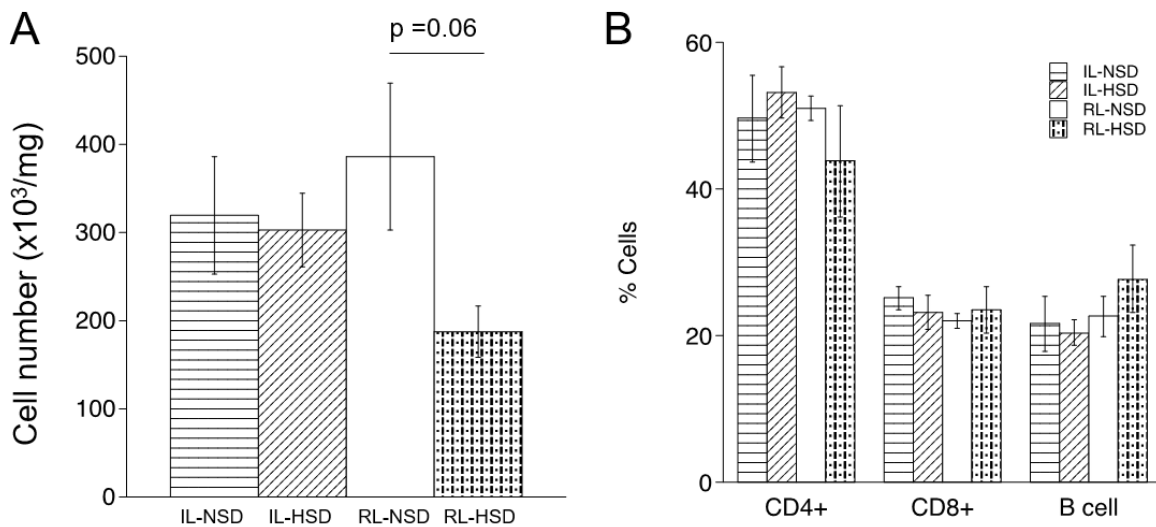 A
p =0.06
Cell number (x10³/mg)
500
400
300
200
100
0
IL-NSD IL-HSD RL-NSD RL-HSD
B
% Cells
60
40
20
0
IL-NSD
IL-HSD
RL-NSD
RL-HSD
CD4+ CD8+ B cell